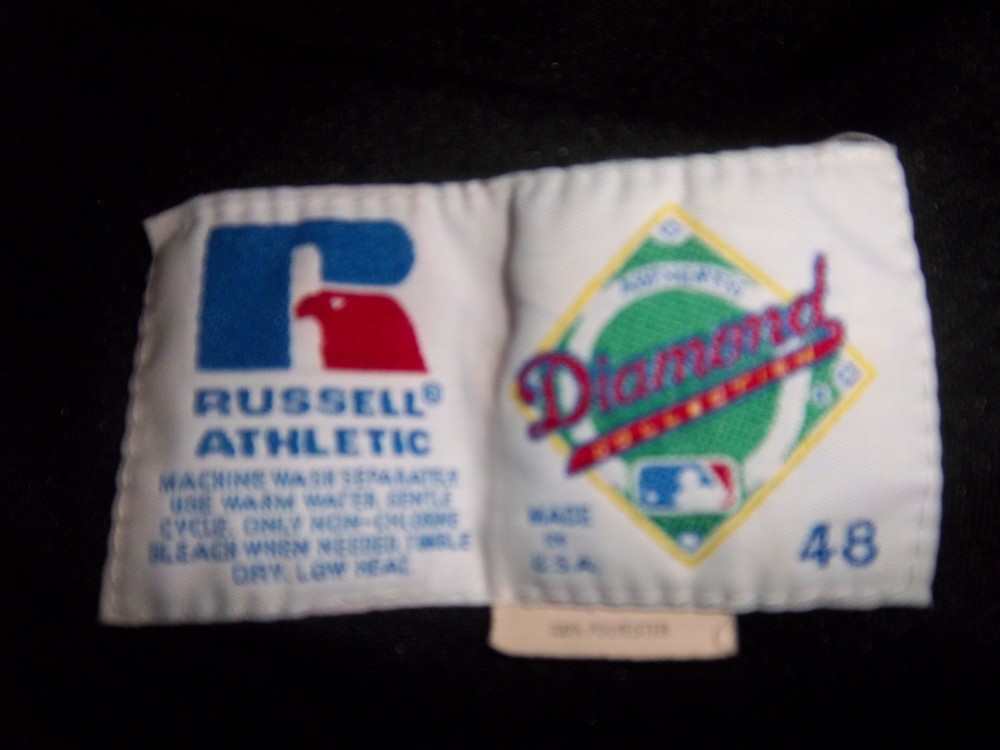 RUSSELL®
ATHLETIC
MACHINE WASH SEPARATELY
USE WARM WATER, GENTLE
CYCLE, ONLY NON-CHLORINE
BLEACH WHEN NEEDED, TUMBLE
DRY, LOW HEAT
AUTHENTIC
Diamond
COLLECTION
MADE
IN
U.S.A.
48
100% POLYESTER